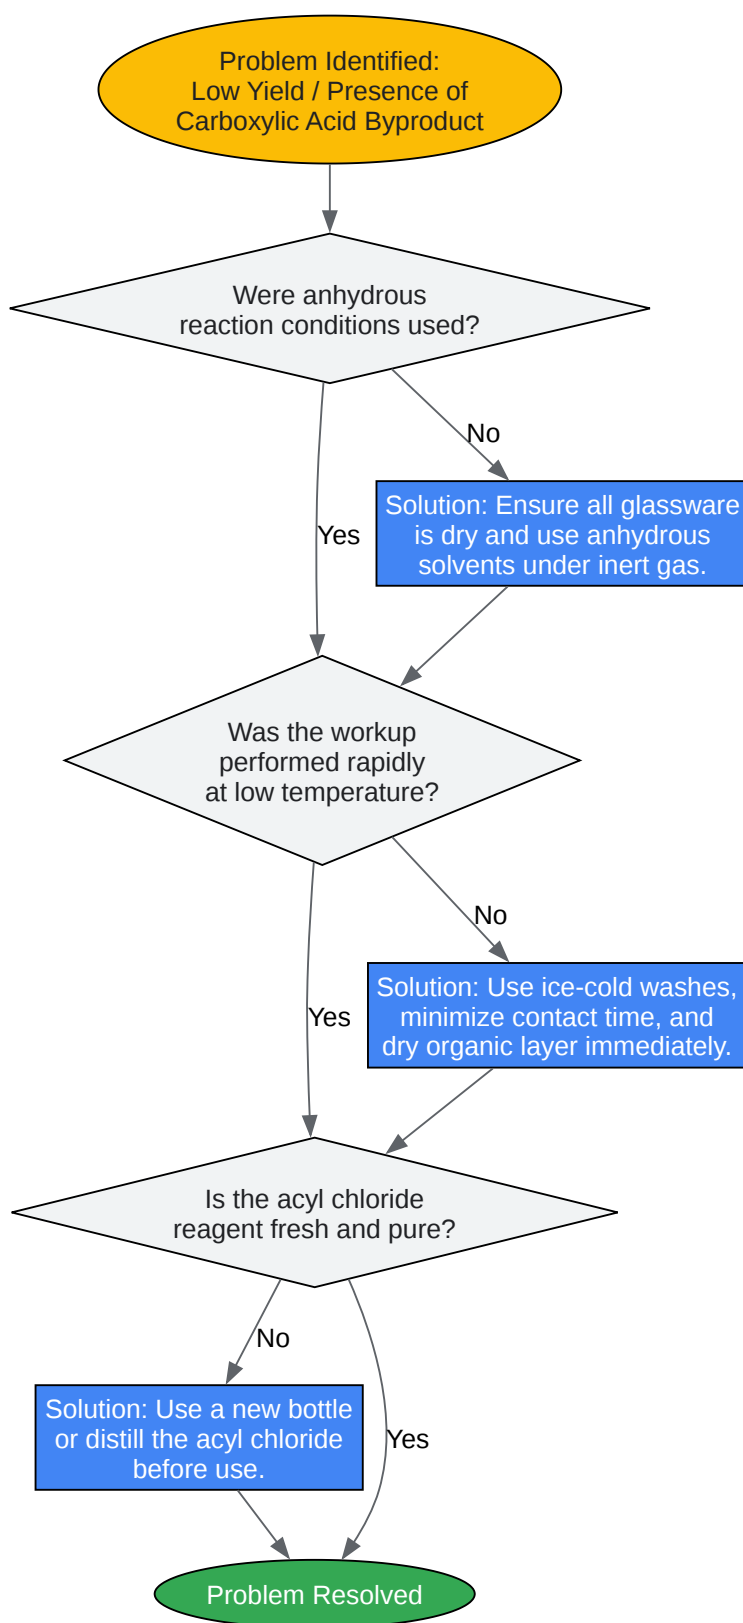 Problem Identified:
Low Yield / Presence of
Carboxylic Acid Byproduct
Were anhydrous
reaction conditions used?
No
Yes
Solution: Ensure all glassware
is dry and use anhydrous
solvents under inert gas.
Was the workup
performed rapidly
at low temperature?
No
Yes
Solution: Use ice-cold washes,
minimize contact time, and
dry organic layer immediately.
Is the acyl chloride
reagent fresh and pure?
No
Yes
Solution: Use a new bottle
or distill the acyl chloride
before use.
Problem Resolved